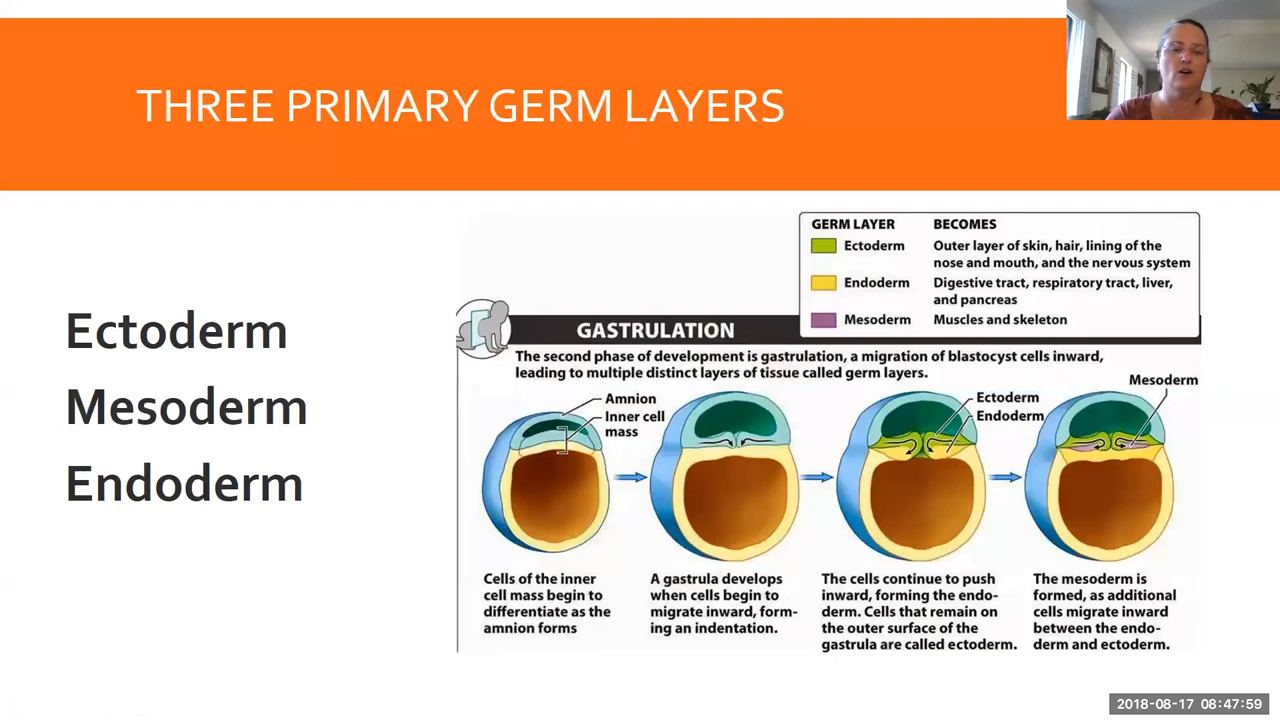 THREE PRIMARY GERM LAYERS
Ectoderm
Mesoderm
Endoderm
GERM LAYER BECOMES
Ectoderm Outer layer of skin, hair, lining of the
nose and mouth, and the nervous system
Endoderm Digestive tract, respiratory tract, liver,
and pancreas
Mesoderm Muscles and skeleton
GASTRULATION
The second phase of development is gastrulation, a migration of blastocyst cells inward,
leading to multiple distinct layers of tissue called germ layers.
Amnion
Inner cell
mass
Ectoderm
Endoderm
Mesoderm
Cells of the inner
cell mass begin to
differentiate as the
amnion forms
A gastrula develops
when cells begin to
migrate inward, form-
ing an indentation.
The cells continue to push
inward, forming the endo-
derm. Cells that remain on
the outer surface of the
gastrula are called ectoderm.
The mesoderm is
formed, as additional
cells migrate inward
between the endo-
derm and ectoderm.
2018-08-17 08:47:59